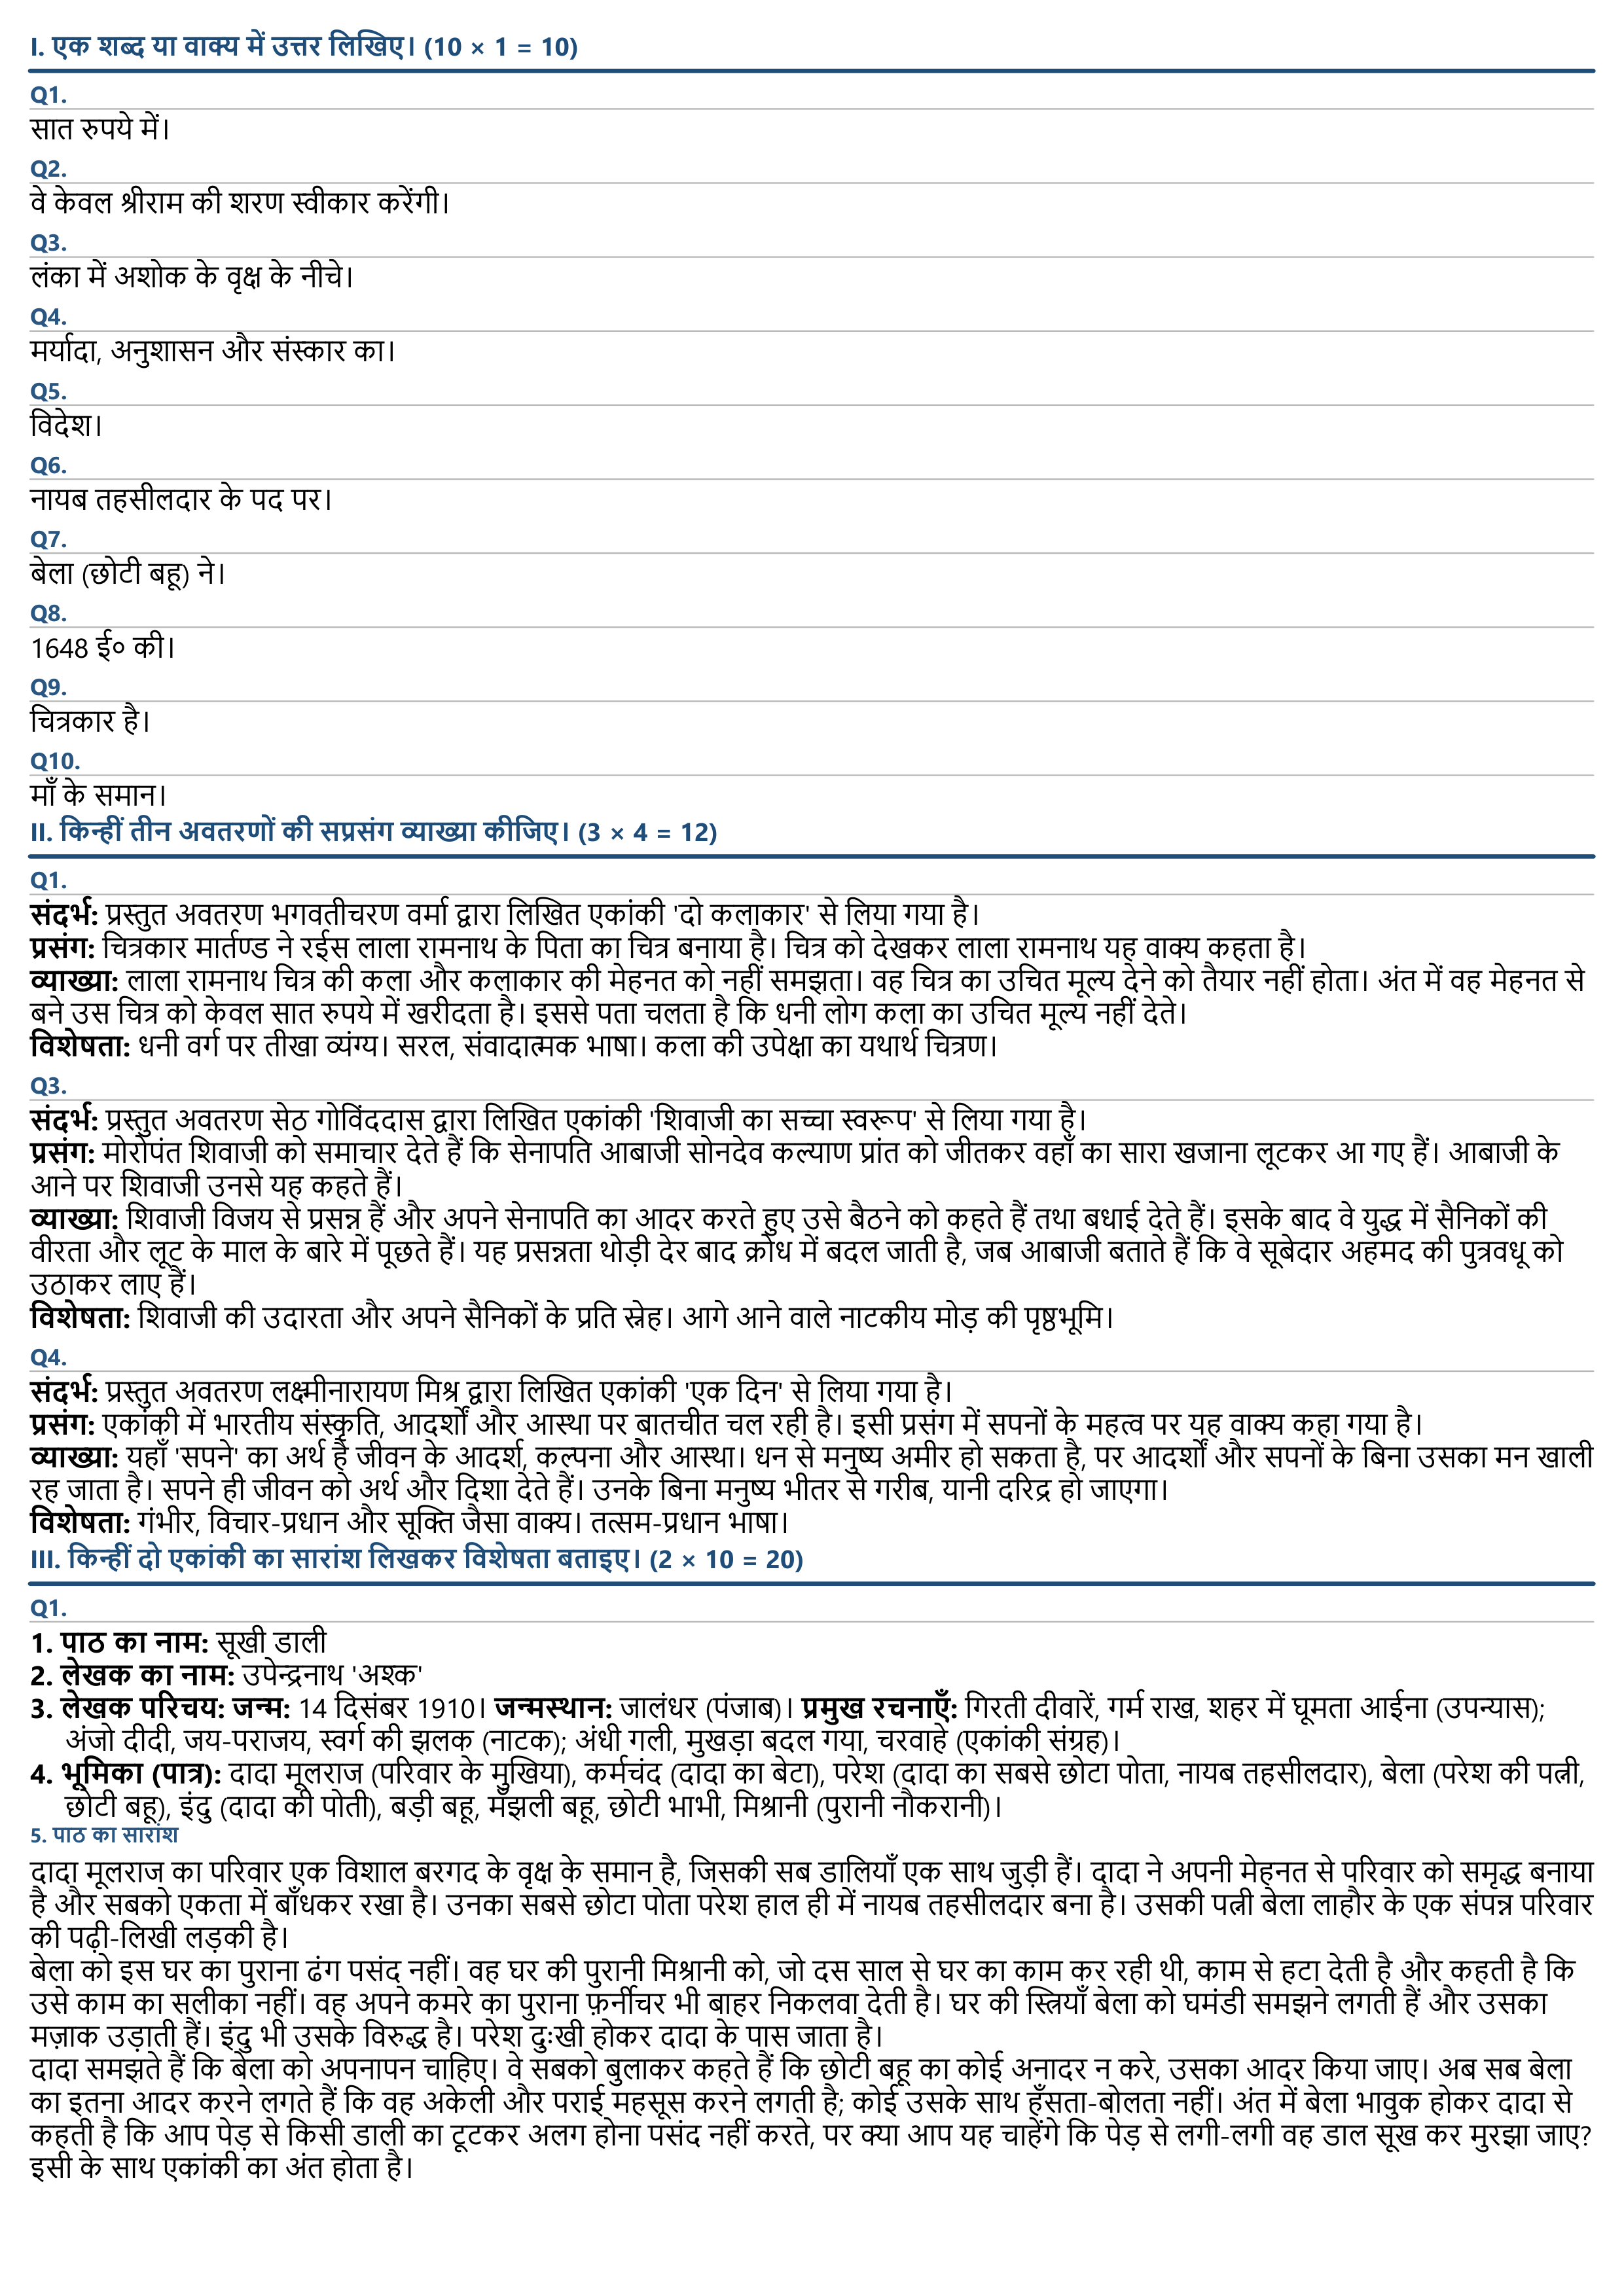 I. एक शब्द या वाक्य में उत्तर लिखिए। (10 × 1 = 10)
Q1.
सात रुपये में।
Q2.
वे केवल श्रीराम की शरण स्वीकार करेंगी।
Q3.
लंका में अशोक के वृक्ष के नीचे।
Q4.
मर्यादा, अनुशासन और संस्कार का।
Q5.
विदेश।
Q6.
नायब तहसीलदार के पद पर।
Q7.
बेला (छोटी बहू) ने।
Q8.
1648 ई० की।
Q9.
चित्रकार है।
Q10.
माँ के समान।
II. किन्हीं तीन अवतरणों की सप्रसंग व्याख्या कीजिए। (3 × 4 = 12)
Q1.
संदर्भ: प्रस्तुत अवतरण भगवतीचरण वर्मा द्वारा लिखित एकांकी 'दो कलाकार' से लिया गया है।
प्रसंग: चित्रकार मार्तण्ड ने रईस लाला रामनाथ के पिता का चित्र बनाया है। चित्र को देखकर लाला रामनाथ यह वाक्य कहता है।
व्याख्या: लाला रामनाथ चित्र की कला और कलाकार की मेहनत को नहीं समझता। वह चित्र का उचित मूल्य देने को तैयार नहीं होता। अंत में वह मेहनत से
बने उस चित्र को केवल सात रुपये में खरीदता है। इससे पता चलता है कि धनी लोग कला का उचित मूल्य नहीं देते।
विशेषता: धनी वर्ग पर तीखा व्यंग्य। सरल, संवादात्मक भाषा। कला की उपेक्षा का यथार्थ चित्रण।
Q3.
संदर्भ: प्रस्तुत अवतरण सेठ गोविंददास द्वारा लिखित एकांकी 'शिवाजी का सच्चा स्वरूप' से लिया गया है।
प्रसंग: मोरोपंत शिवाजी को समाचार देते हैं कि सेनापति आबाजी सोनदेव कल्याण प्रांत को जीतकर वहाँ का सारा खजाना लूटकर आ गए हैं। आबाजी के
आने पर शिवाजी उनसे यह कहते हैं।
व्याख्या: शिवाजी विजय से प्रसन्न हैं और अपने सेनापति का आदर करते हुए उसे बैठने को कहते हैं तथा बधाई देते हैं। इसके बाद वे युद्ध में सैनिकों की
वीरता और लूट के माल के बारे में पूछते हैं। यह प्रसन्नता थोड़ी देर बाद क्रोध में बदल जाती है, जब आबाजी बताते हैं कि वे सूबेदार अहमद की पुत्रवधू को
उठाकर लाए हैं।
विशेषता: शिवाजी की उदारता और अपने सैनिकों के प्रति स्नेह। आगे आने वाले नाटकीय मोड़ की पृष्ठभूमि।
Q4.
संदर्भ: प्रस्तुत अवतरण लक्ष्मीनारायण मिश्र द्वारा लिखित एकांकी 'एक दिन' से लिया गया है।
प्रसंग: एकांकी में भारतीय संस्कृति, आदर्शों और आस्था पर बातचीत चल रही है। इसी प्रसंग में सपनों के महत्व पर यह वाक्य कहा गया है।
व्याख्या: यहाँ 'सपने' का अर्थ है जीवन के आदर्श, कल्पना और आस्था। धन से मनुष्य अमीर हो सकता है, पर आदर्शों और सपनों के बिना उसका मन खाली
रह जाता है। सपने ही जीवन को अर्थ और दिशा देते हैं। उनके बिना मनुष्य भीतर से गरीब, यानी दरिद्र हो जाएगा।
विशेषता: गंभीर, विचार-प्रधान और सूक्ति जैसा वाक्य। तत्सम-प्रधान भाषा।
III. किन्हीं दो एकांकी का सारांश लिखकर विशेषता बताइए। (2 × 10 = 20)
Q1.
1. पाठ का नाम: सूखी डाली
2. लेखक का नाम: उपेन्द्रनाथ 'अश्क'
3. लेखक परिचय: जन्म: 14 दिसंबर 1910। जन्मस्थान: जालंधर (पंजाब)। प्रमुख रचनाएँ: गिरती दीवारें, गर्म राख, शहर में घूमता आईना (उपन्यास);
अंजो दीदी, जय-पराजय, स्वर्ग की झलक (नाटक); अंधी गली, मुखड़ा बदल गया, चरवाहे (एकांकी संग्रह)।
4. भूमिका (पात्र): दादा मूलराज (परिवार के मुखिया), कर्मचंद (दादा का बेटा), परेश (दादा का सबसे छोटा पोता, नायब तहसीलदार), बेला (परेश की पत्नी,
छोटी बहू), इंदु (दादा की पोती), बड़ी बहू, मँझली बहू, छोटी भाभी, मिश्रानी (पुरानी नौकरानी)।
5. पाठ का सारांश
दादा मूलराज का परिवार एक विशाल बरगद के वृक्ष के समान है, जिसकी सब डालियाँ एक साथ जुड़ी हैं। दादा ने अपनी मेहनत से परिवार को समृद्ध बनाया
है और सबको एकता में बाँधकर रखा है। उनका सबसे छोटा पोता परेश हाल ही में नायब तहसीलदार बना है। उसकी पत्नी बेला लाहौर के एक संपन्न परिवार
की पढ़ी-लिखी लड़की है।
बेला को इस घर का पुराना ढंग पसंद नहीं। वह घर की पुरानी मिश्रानी को, जो दस साल से घर का काम कर रही थी, काम से हटा देती है और कहती है कि
उसे काम का सलीका नहीं। वह अपने कमरे का पुराना फ़र्नीचर भी बाहर निकलवा देती है। घर की स्त्रियाँ बेला को घमंडी समझने लगती हैं और उसका
मज़ाक उड़ाती हैं। इंदु भी उसके विरुद्ध है। परेश दुःखी होकर दादा के पास जाता है।
दादा समझते हैं कि बेला को अपनापन चाहिए। वे सबको बुलाकर कहते हैं कि छोटी बहू का कोई अनादर न करे, उसका आदर किया जाए। अब सब बेला
का इतना आदर करने लगते हैं कि वह अकेली और पराई महसूस करने लगती है; कोई उसके साथ हँसता-बोलता नहीं। अंत में बेला भावुक होकर दादा से
कहती है कि आप पेड़ से किसी डाली का टूटकर अलग होना पसंद नहीं करते, पर क्या आप यह चाहेंगे कि पेड़ से लगी-लगी वह डाल सूख कर मुरझा जाए?
इसी के साथ एकांकी का अंत होता है।